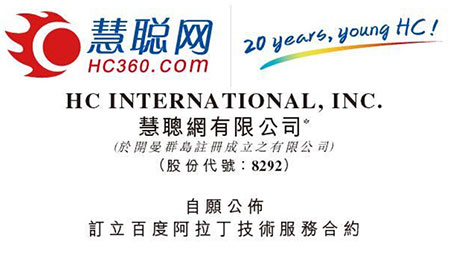 慧聪网
HC360.com
20 years, young HC!
HC INTERNATIONAL, INC.
慧聰網有限公司*
(於開曼群島註冊成立之有限公司)
(股份代號：8292)
自願公佈
訂立百度阿拉丁技術服務合約